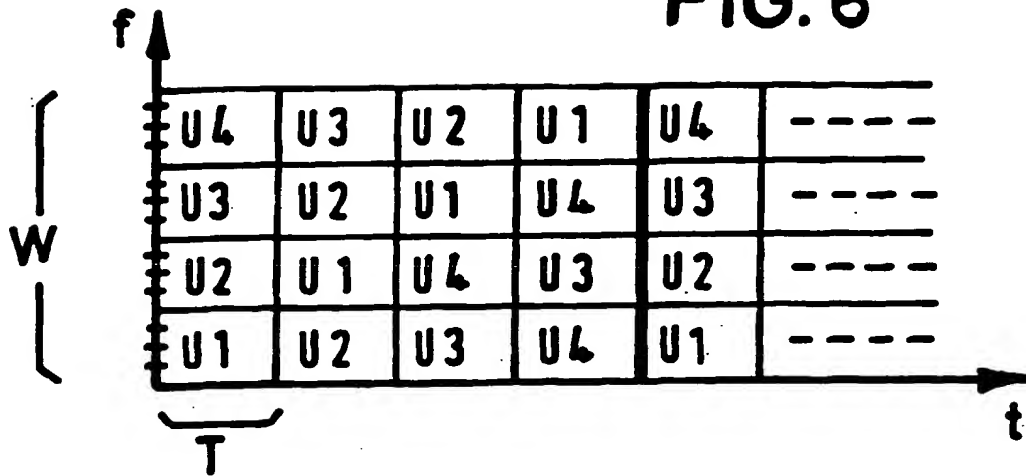 FIG. 6
f
U4 U3 U2 U1 U4 ----
U3 U2 U1 U4 U3 ----
W
U2 U1 U4 U3 U2 ----
U1 U2 U3 U4 U1 ----
t
T